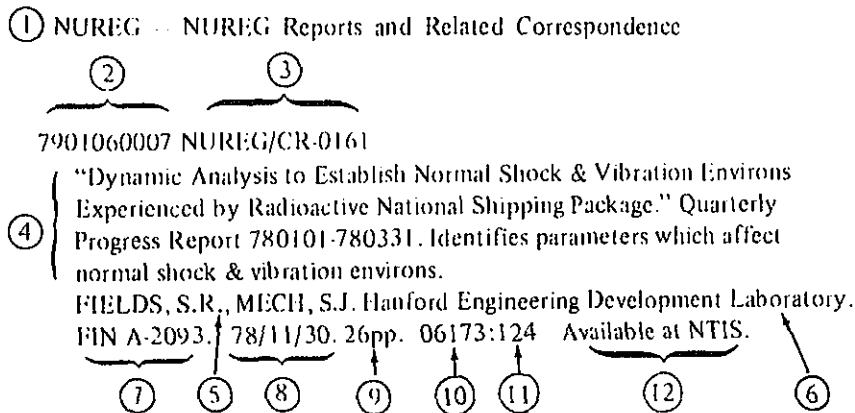 ① NUREG - NUREG Reports and Related Correspondence
② ③
7901060007 NUREG/CR-0161
"Dynamic Analysis to Establish Normal Shock & Vibration Environs
Experienced by Radioactive National Shipping Package." Quarterly
④ Progress Report 780101-780331. Identifies parameters which affect
normal shock & vibration environs.
FIELDS, S.R., MECH, S.J. Hanford Engineering Development Laboratory.
FIN A-2093. 78/11/30. 26pp. 06173:124 Available at NTIS.
⑦ ⑤ ⑧ ⑨ ⑩ ⑪ ⑫ ⑥